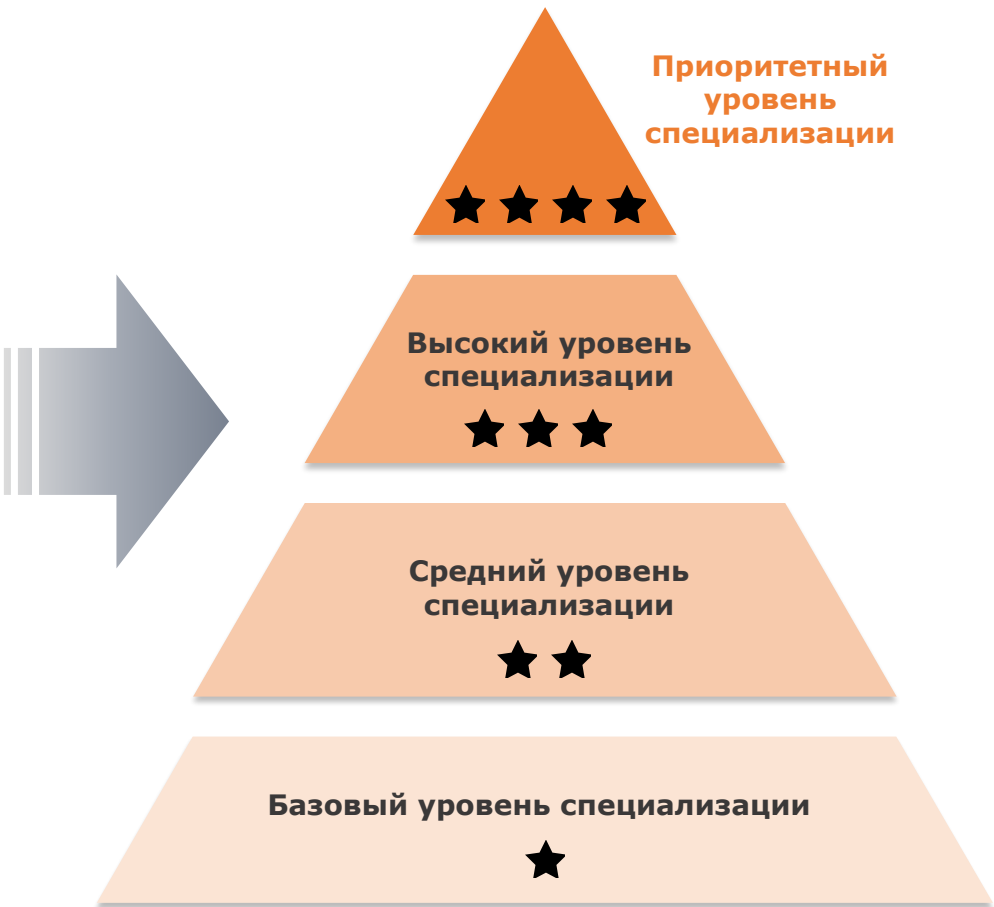 Приоритетный
уровень
специализации
Высокий уровень
специализации
Средний уровень
специализации
Базовый уровень специализации